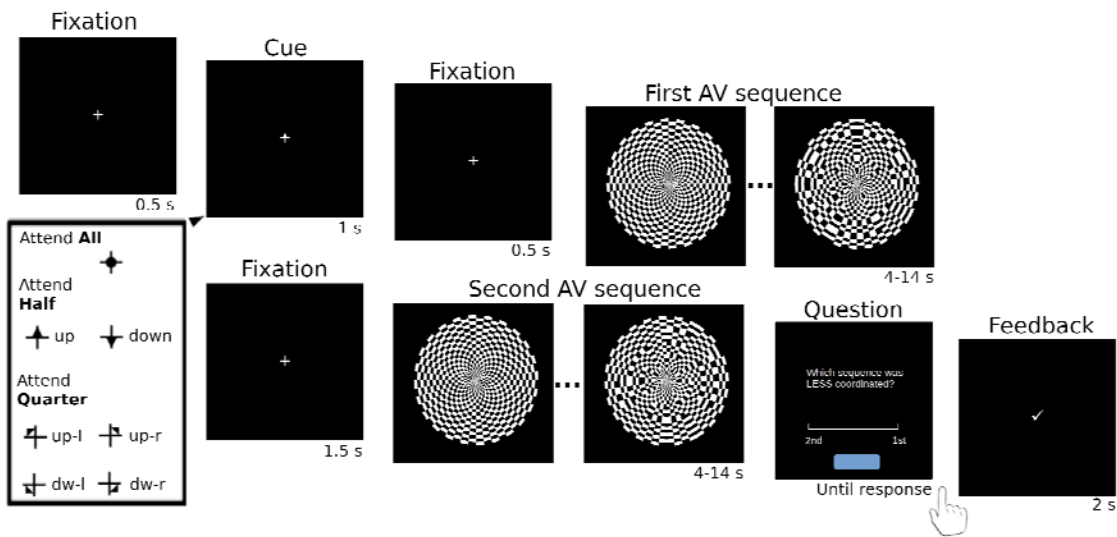 Fixation
Cue
Fixation
First AV sequence
0.5 s
1 s
0.5 s
4-14 s
Attend All
Attend
Half
up down
Attend
Quarter
up-l up-r
dw-l dw-r
Fixation
Second AV sequence
Question
Feedback
Which sequence was
LESS coordinated?
2nd 1st
1.5 s
4-14 s
Until response
2 s